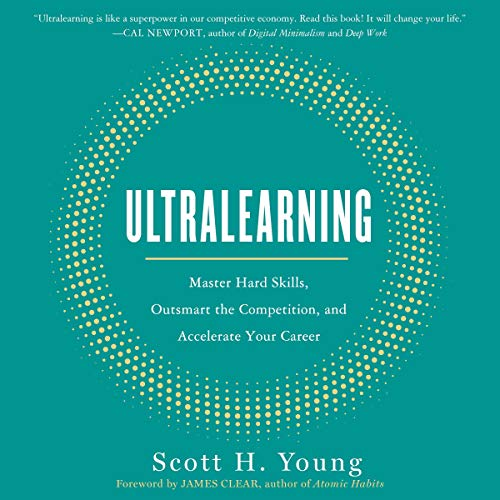 “Ultralearning is like a superpower in our competitive economy. Read this book! It will change your life.”
—CAL NEWPORT, author of Digital Minimalism and Deep Work
ULTRALEARNING
Master Hard Skills,
Outsmart the Competition, and
Accelerate Your Career
Scott H. Young
Foreword by JAMES CLEAR, author of Atomic Habits